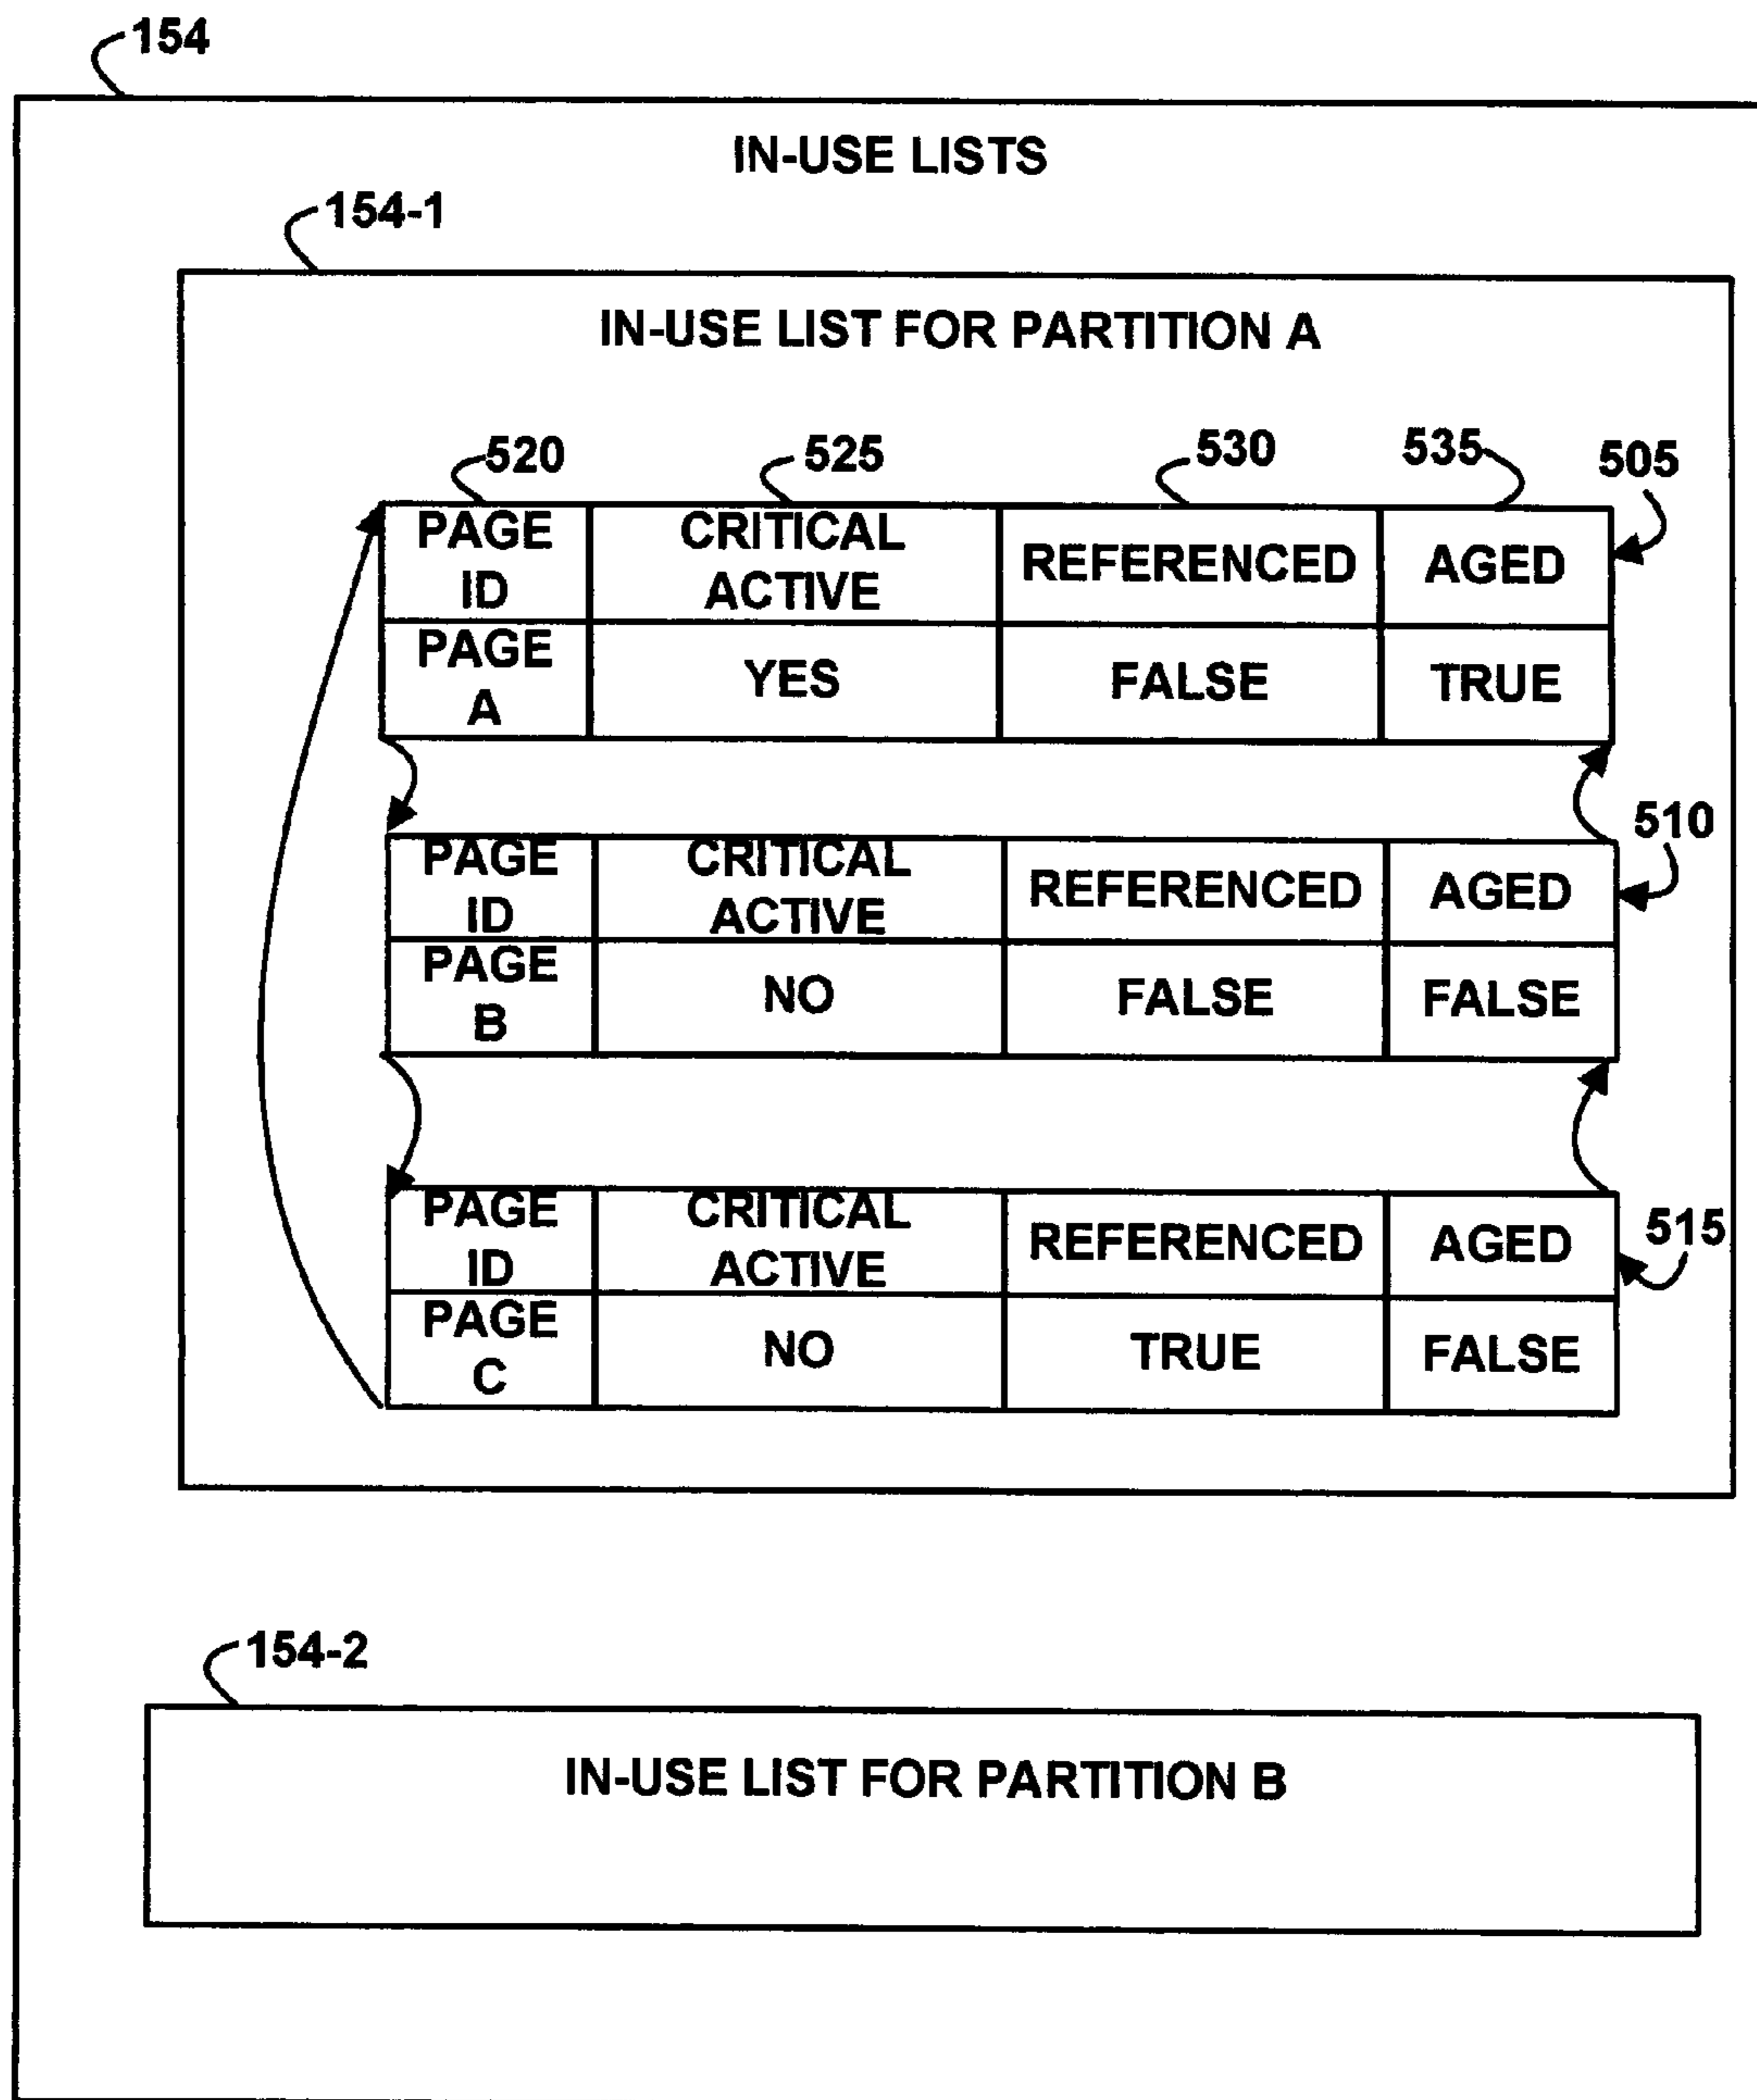 154
IN-USE LISTS
154-1
IN-USE LIST FOR PARTITION A
520 525 530 535 505
PAGE ID CRITICAL ACTIVE REFERENCED AGED
PAGE A YES FALSE TRUE
510
PAGE ID CRITICAL ACTIVE REFERENCED AGED
PAGE B NO FALSE FALSE
515
PAGE ID CRITICAL ACTIVE REFERENCED AGED
PAGE C NO TRUE FALSE
154-2
IN-USE LIST FOR PARTITION B